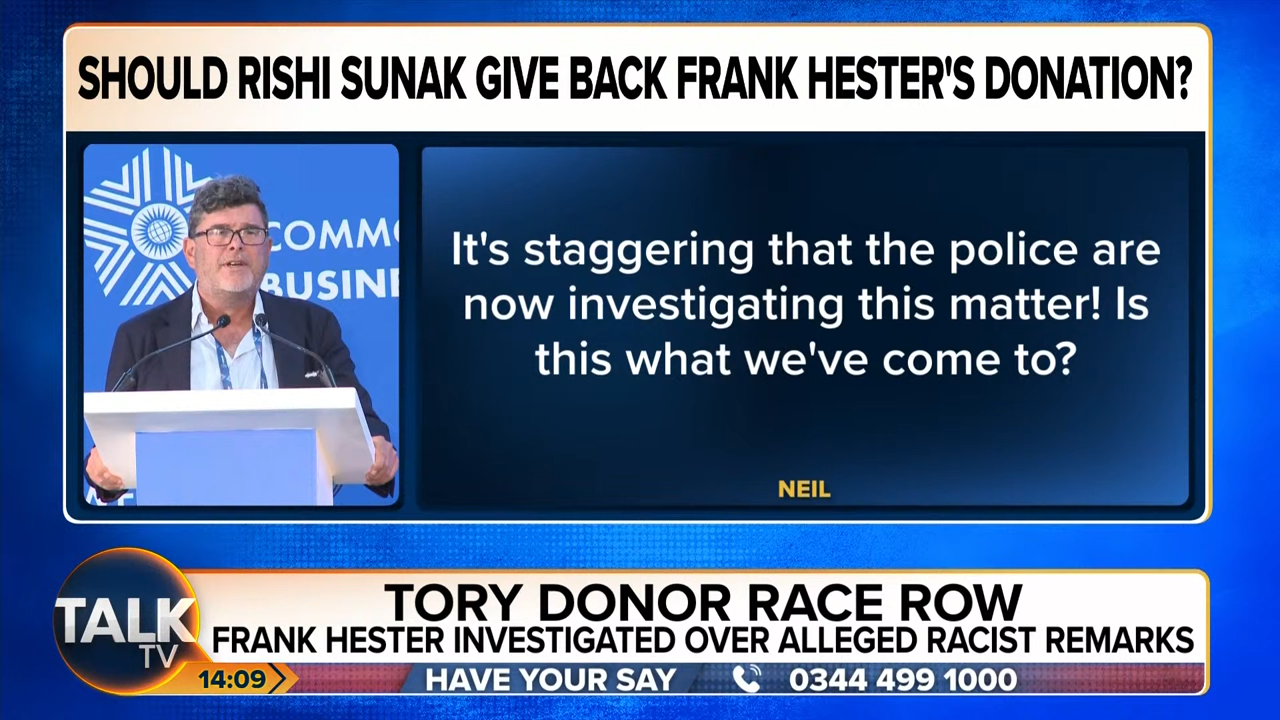 SHOULD RISHI SUNAK GIVE BACK FRANK HESTER'S DONATION?
COMMO
BUSINE
It's staggering that the police are
now investigating this matter! Is
this what we've come to?
NEIL
TALK
TV
TORY DONOR RACE ROW
FRANK HESTER INVESTIGATED OVER ALLEGED RACIST REMARKS
14:09
HAVE YOUR SAY
0344 499 1000